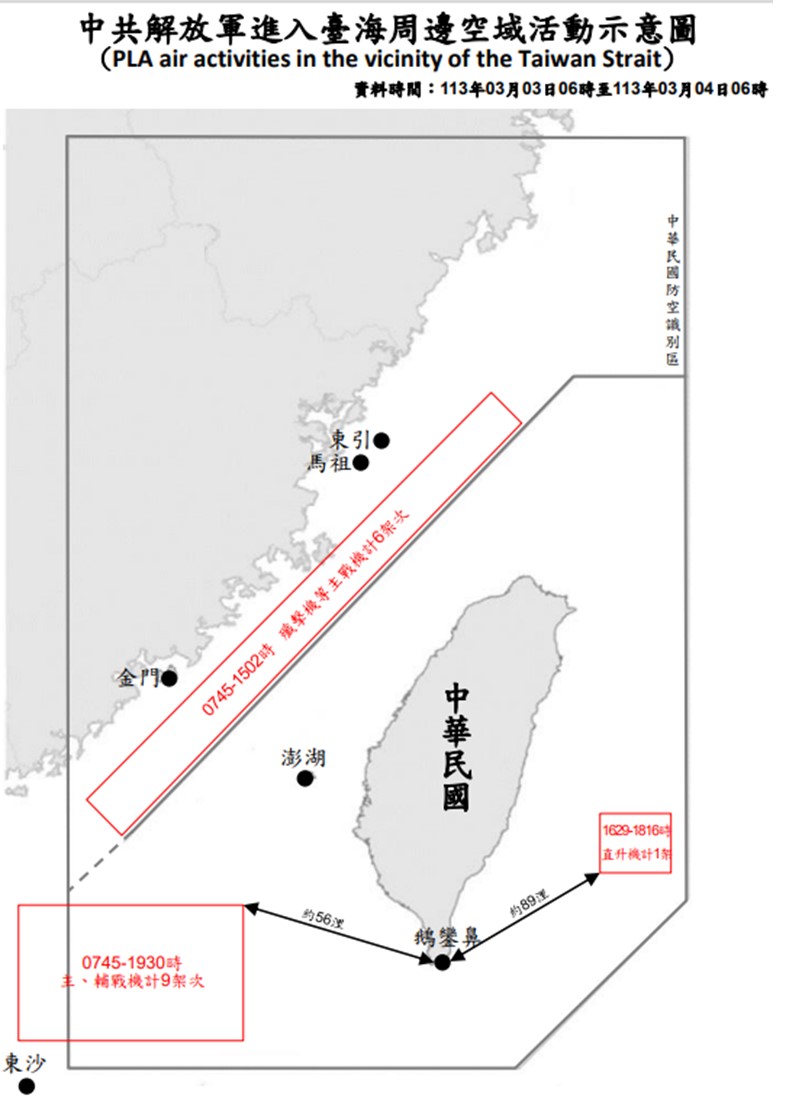 中共解放軍進入臺海周邊空域活動示意圖
（PLA air activities in the vicinity of the Taiwan Strait）
資料時間：113年03月03日06時至113年03月04日06時
中華民國防空識別區
東引
馬祖
0745-1502時 殲擊機等主戰機計6架次
金門
中華民國
澎湖
1629-1816時
直升機計1架
約56浬
約89浬
鵝鑾鼻
0745-1930時
主、輔戰機計9架次
東沙